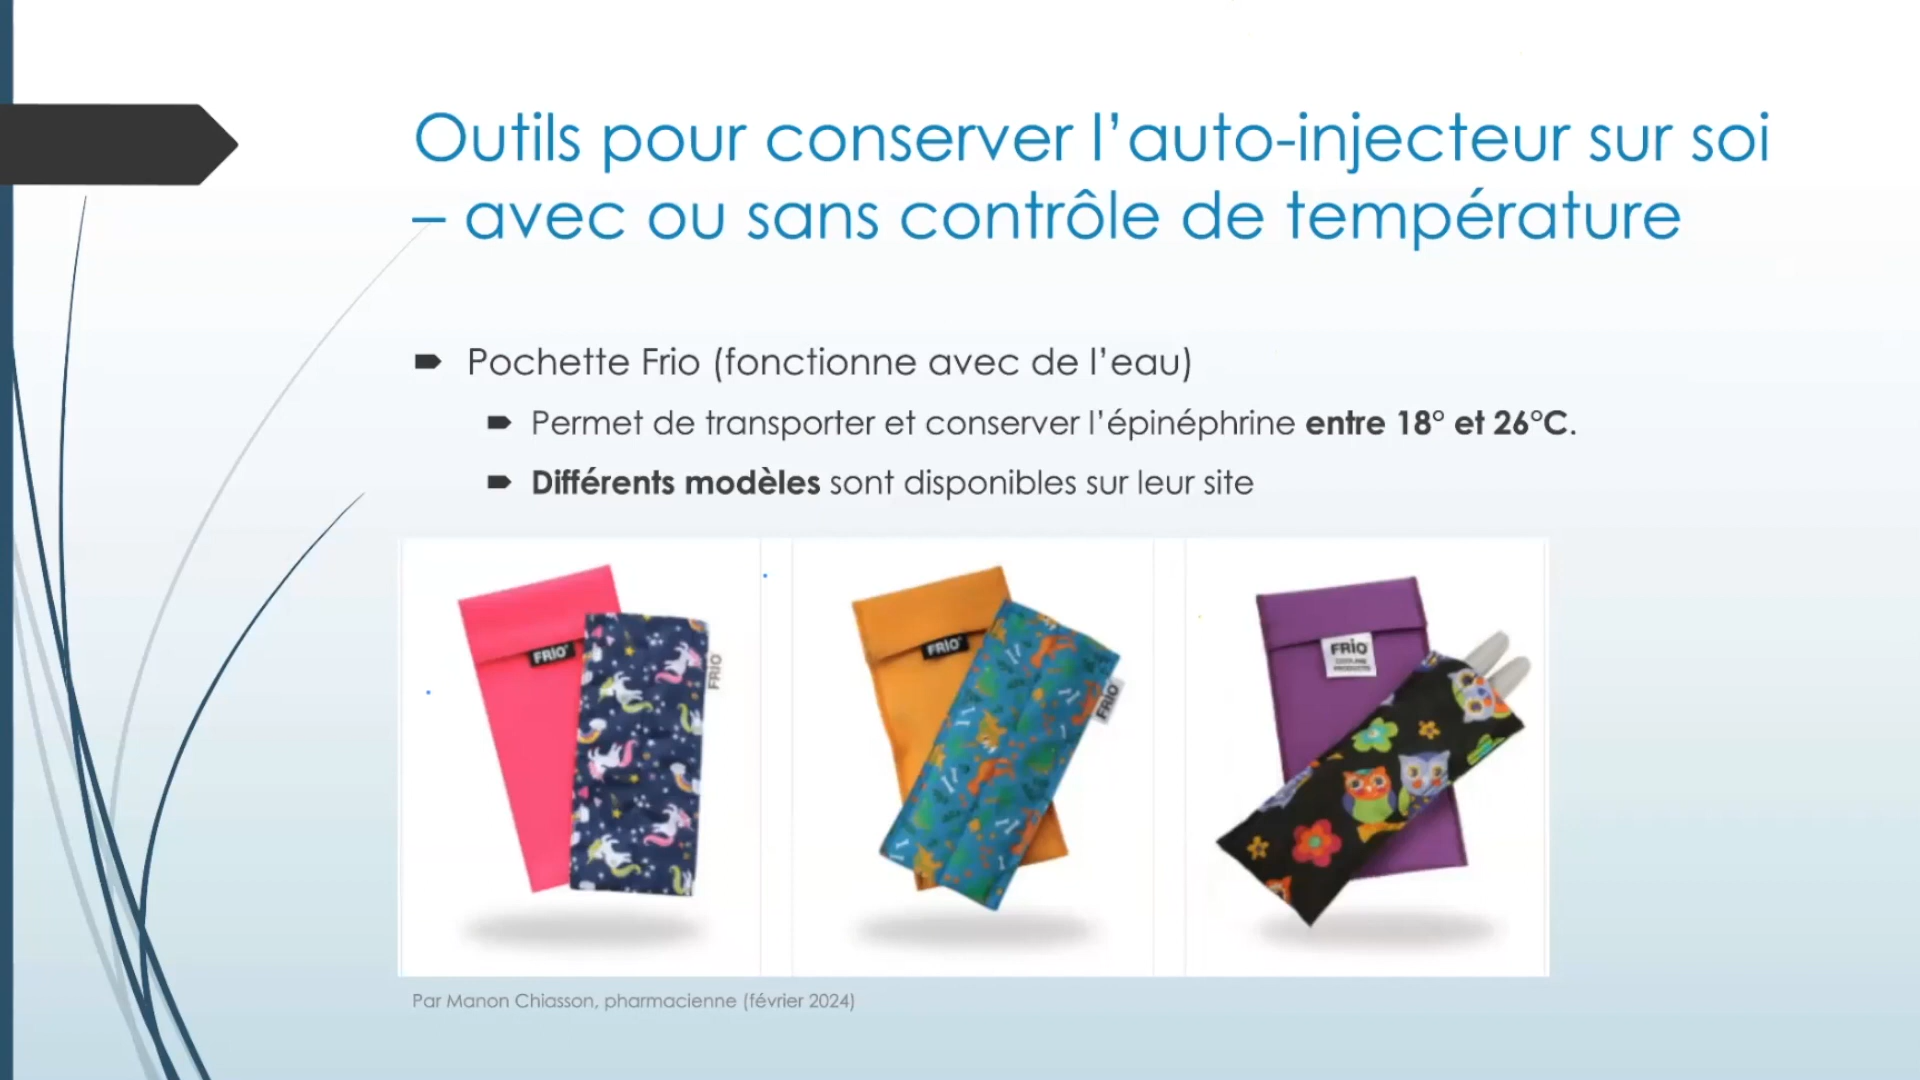 Outils pour conserver l’auto-injecteur sur soi
– avec ou sans contrôle de température
Pochette Frio (fonctionne avec de l’eau)
Permet de transporter et conserver l’épinéphrine entre 18° et 26°C.
Différents modèles sont disponibles sur leur site
FRIO
FRIO
FRIO
FRIO
FRIO
Par Manon Chiasson, pharmacienne (février 2024)